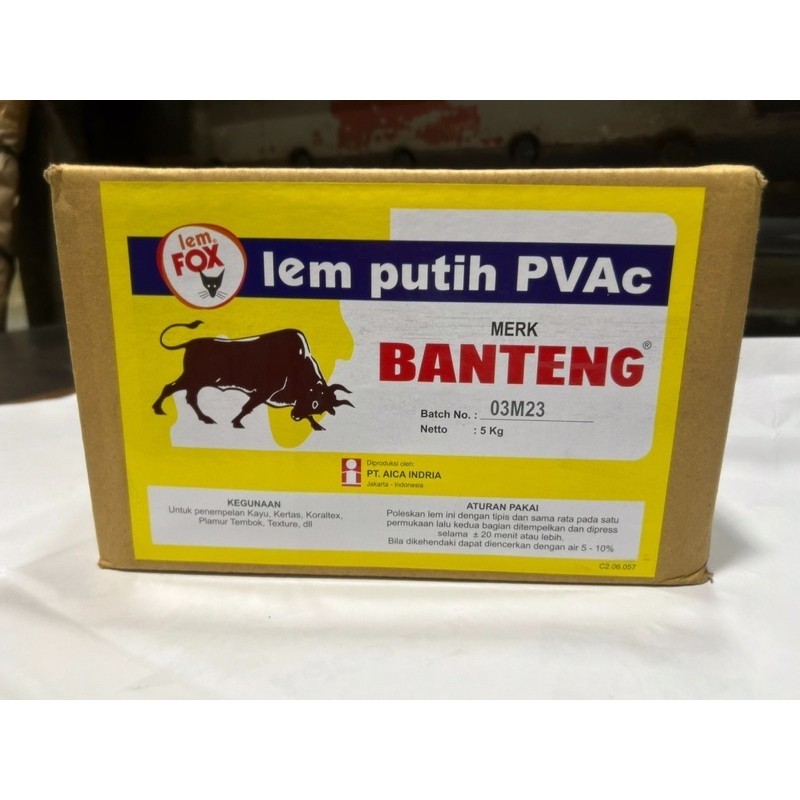 lem®
FOX
lem putih PVAc
MERK
BANTENG®
Batch No. : 03M23
Netto : 5 Kg
Diproduksi oleh:
PT. AICA INDRIA
Jakarta - Indonesia
KEGUNAAN
Untuk penempelan Kayu, Kertas, Koraltex,
Plamur Tembok, Texture, dll
ATURAN PAKAI
Poleskan lem ini dengan tipis dan sama rata pada satu
permukaan lalu kedua bagian ditempelkan dan dipress
selama ± 20 menit atau lebih.
Bila dikehendaki dapat diencerkan dengan air 5 - 10%
C2.06.057